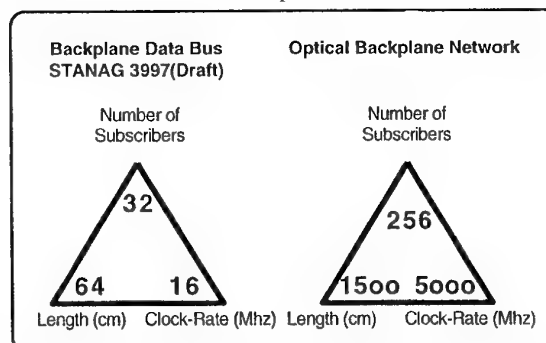 Backplane Data Bus
STANAG 3997(Draft)
Number of
Subscribers
32
64 16
Length (cm) Clock-Rate (Mhz)
Optical Backplane Network
Number of
Subscribers
256
15oo 5ooo
Length (cm) Clock-Rate (Mhz)